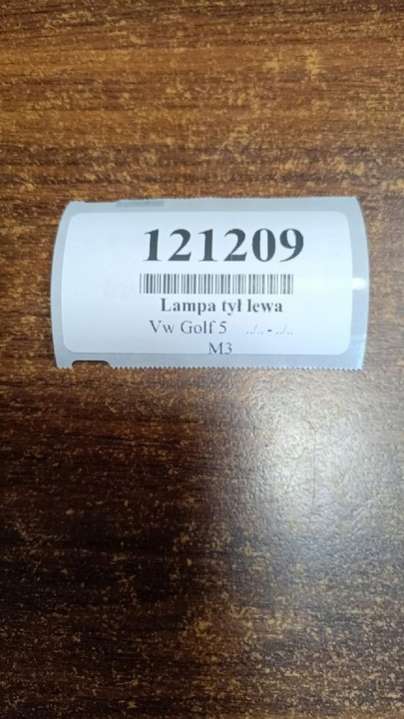 121209
Lampa tył lewa
Vw Golf 5 ../.. - ../..
M3